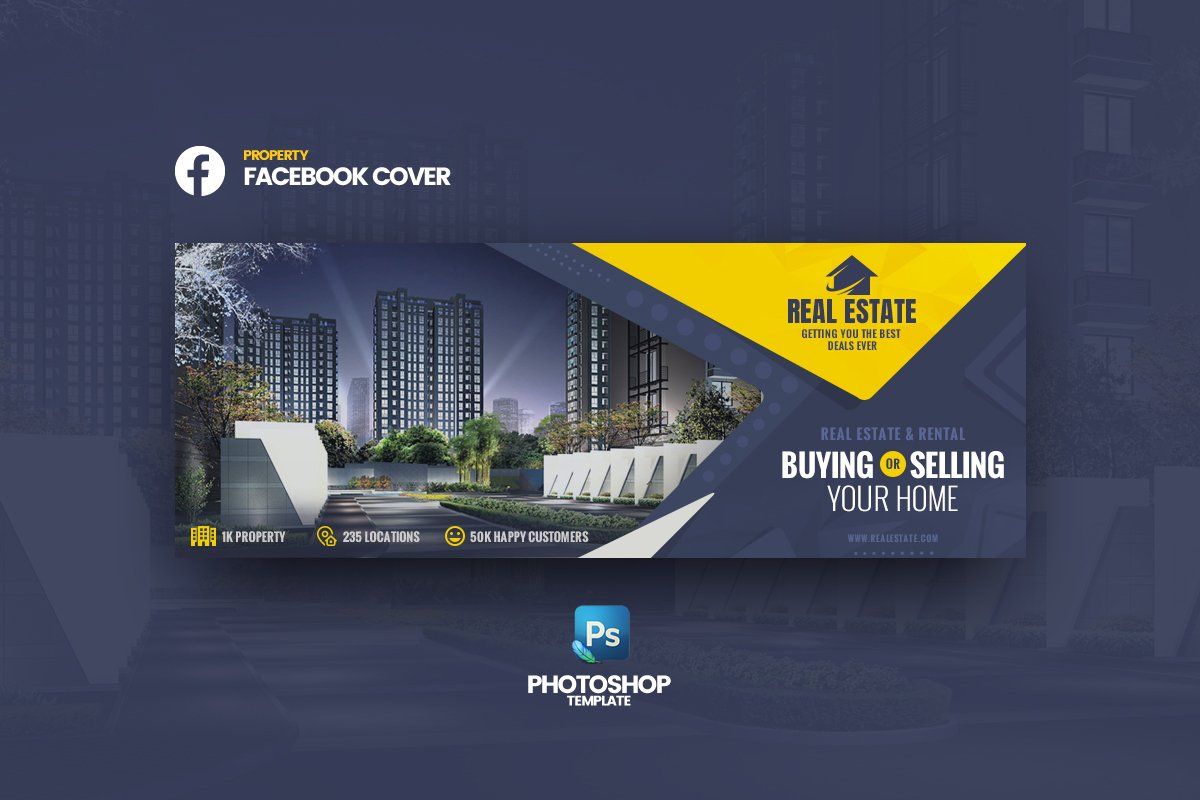 PROPERTY
FACEBOOK COVER
REAL ESTATE
GETTING YOU THE BEST
DEALS EVER
REAL ESTATE & RENTAL
BUYING OR SELLING
YOUR HOME
WWW.REALESTATE.COM
1K PROPERTY
235 LOCATIONS
50K HAPPY CUSTOMERS
Ps
PHOTOSHOP
TEMPLATE